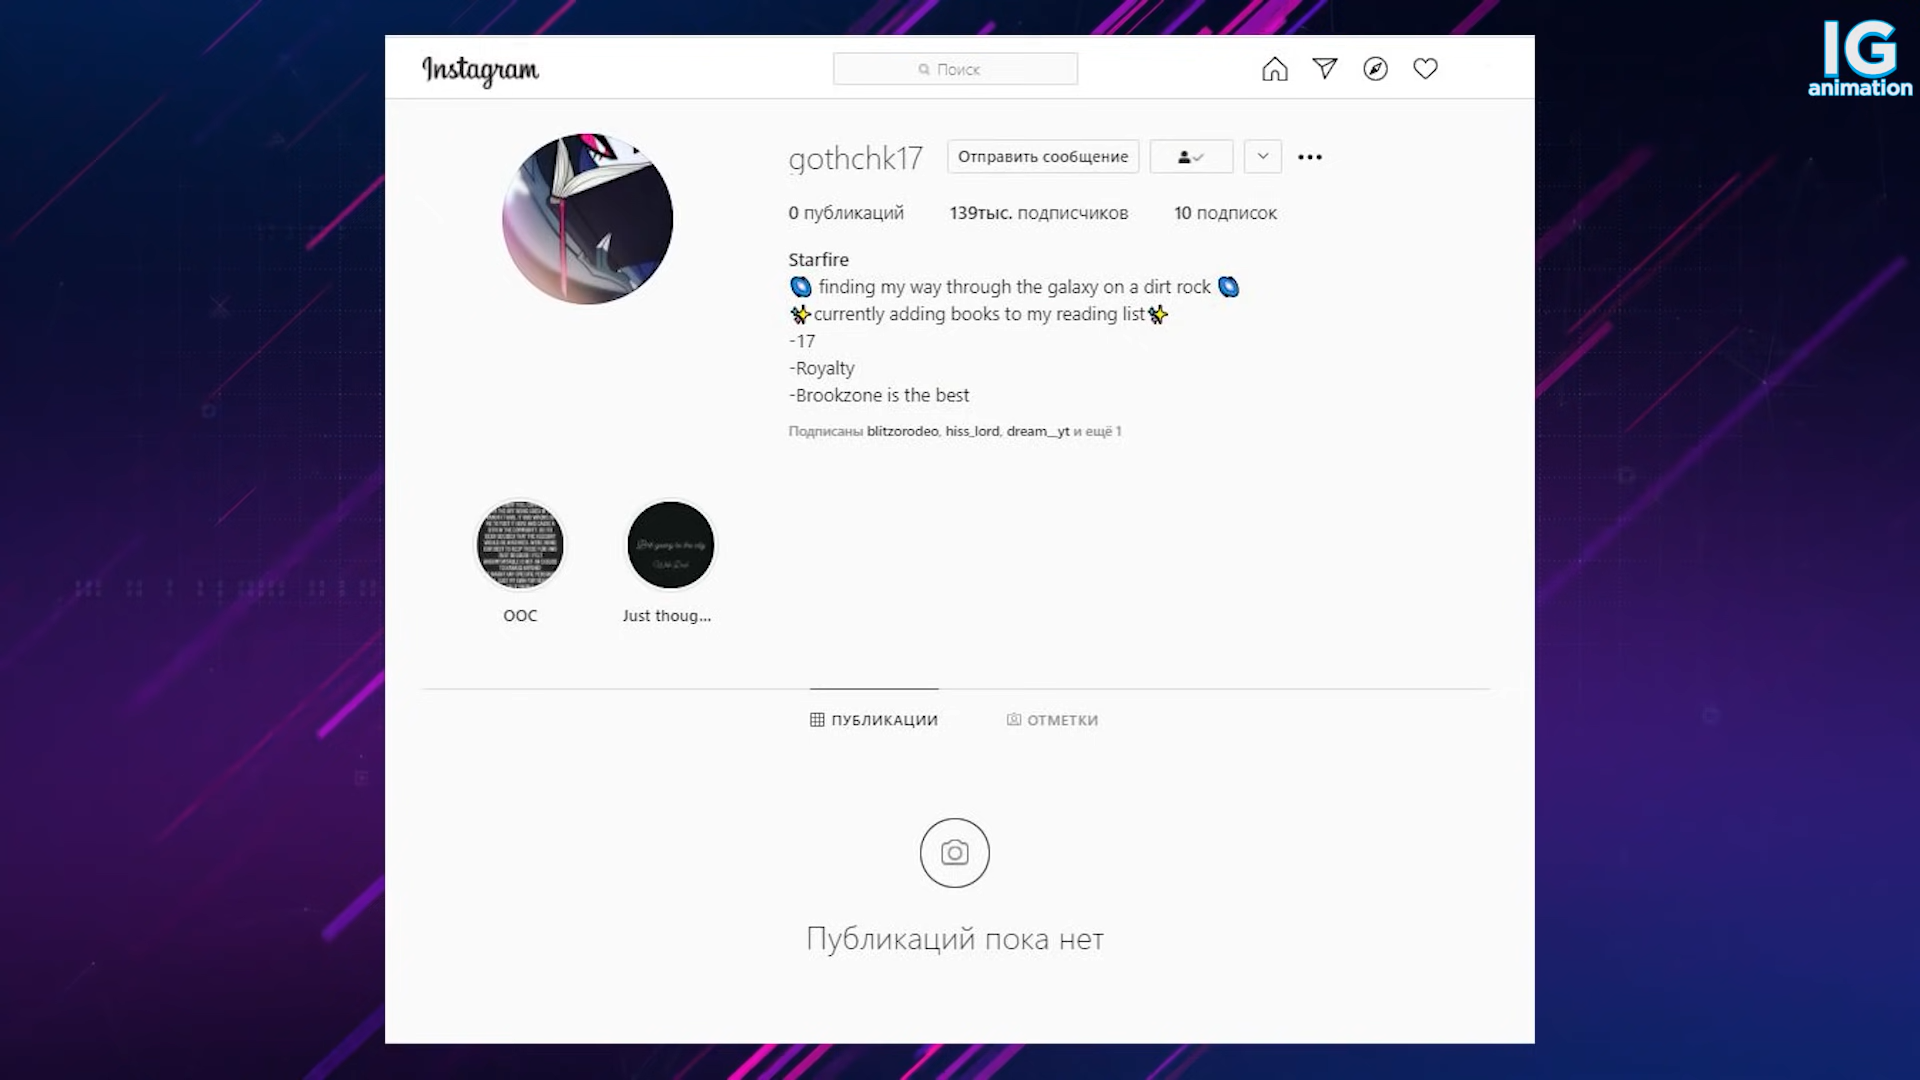 IG
animation
Instagram
Поиск
gothchk17
Отправить сообщение
0 публикаций 139тыс. подписчиков 10 подписок
Starfire
finding my way through the galaxy on a dirt rock
currently adding books to my reading list
-17
-Royalty
-Brookzone is the best
Подписаны blitzorodeo, hiss_lord, dream__yt и ещё 1
OOC
Just thoug...
ПУБЛИКАЦИИ
ОТМЕТКИ
Публикаций пока нет